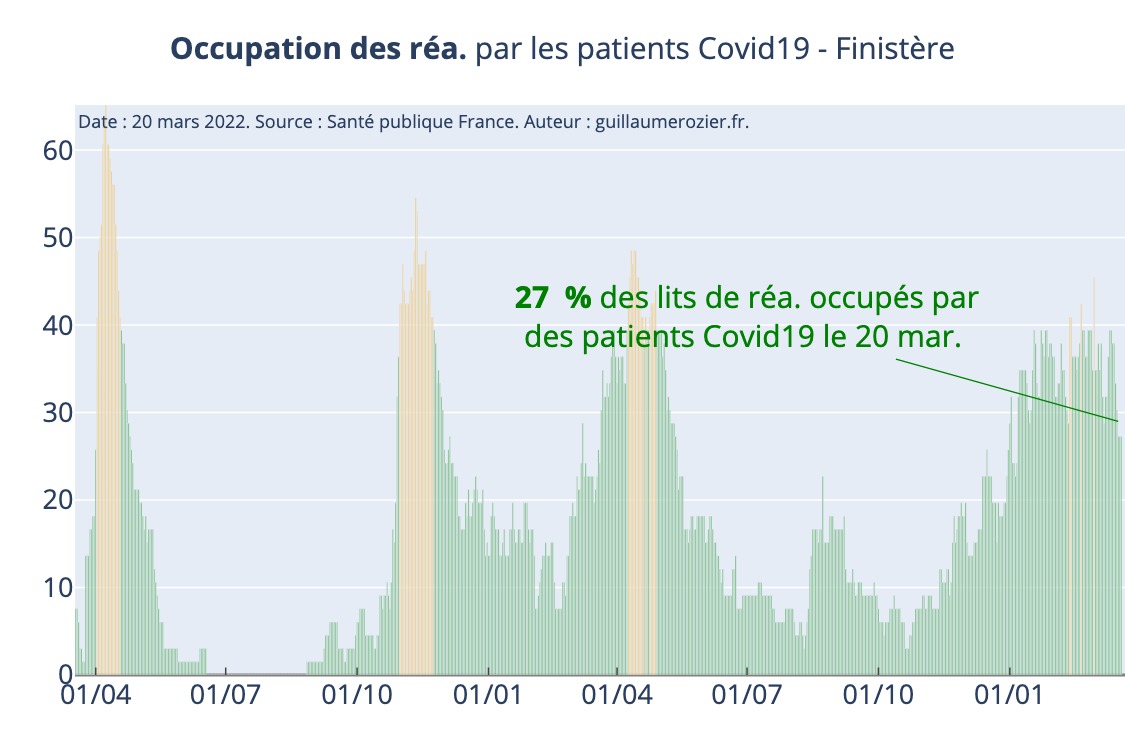 Occupation des réa. par les patients Covid19 - Finistère
Date : 20 mars 2022. Source : Santé publique France. Auteur : guillaumerozier.fr.
60
50
27 % des lits de réa. occupés par
des patients Covid19 le 20 mar.
40
30
20
10
0
01/04 01/07 01/10 01/01 01/04 01/07 01/10 01/01